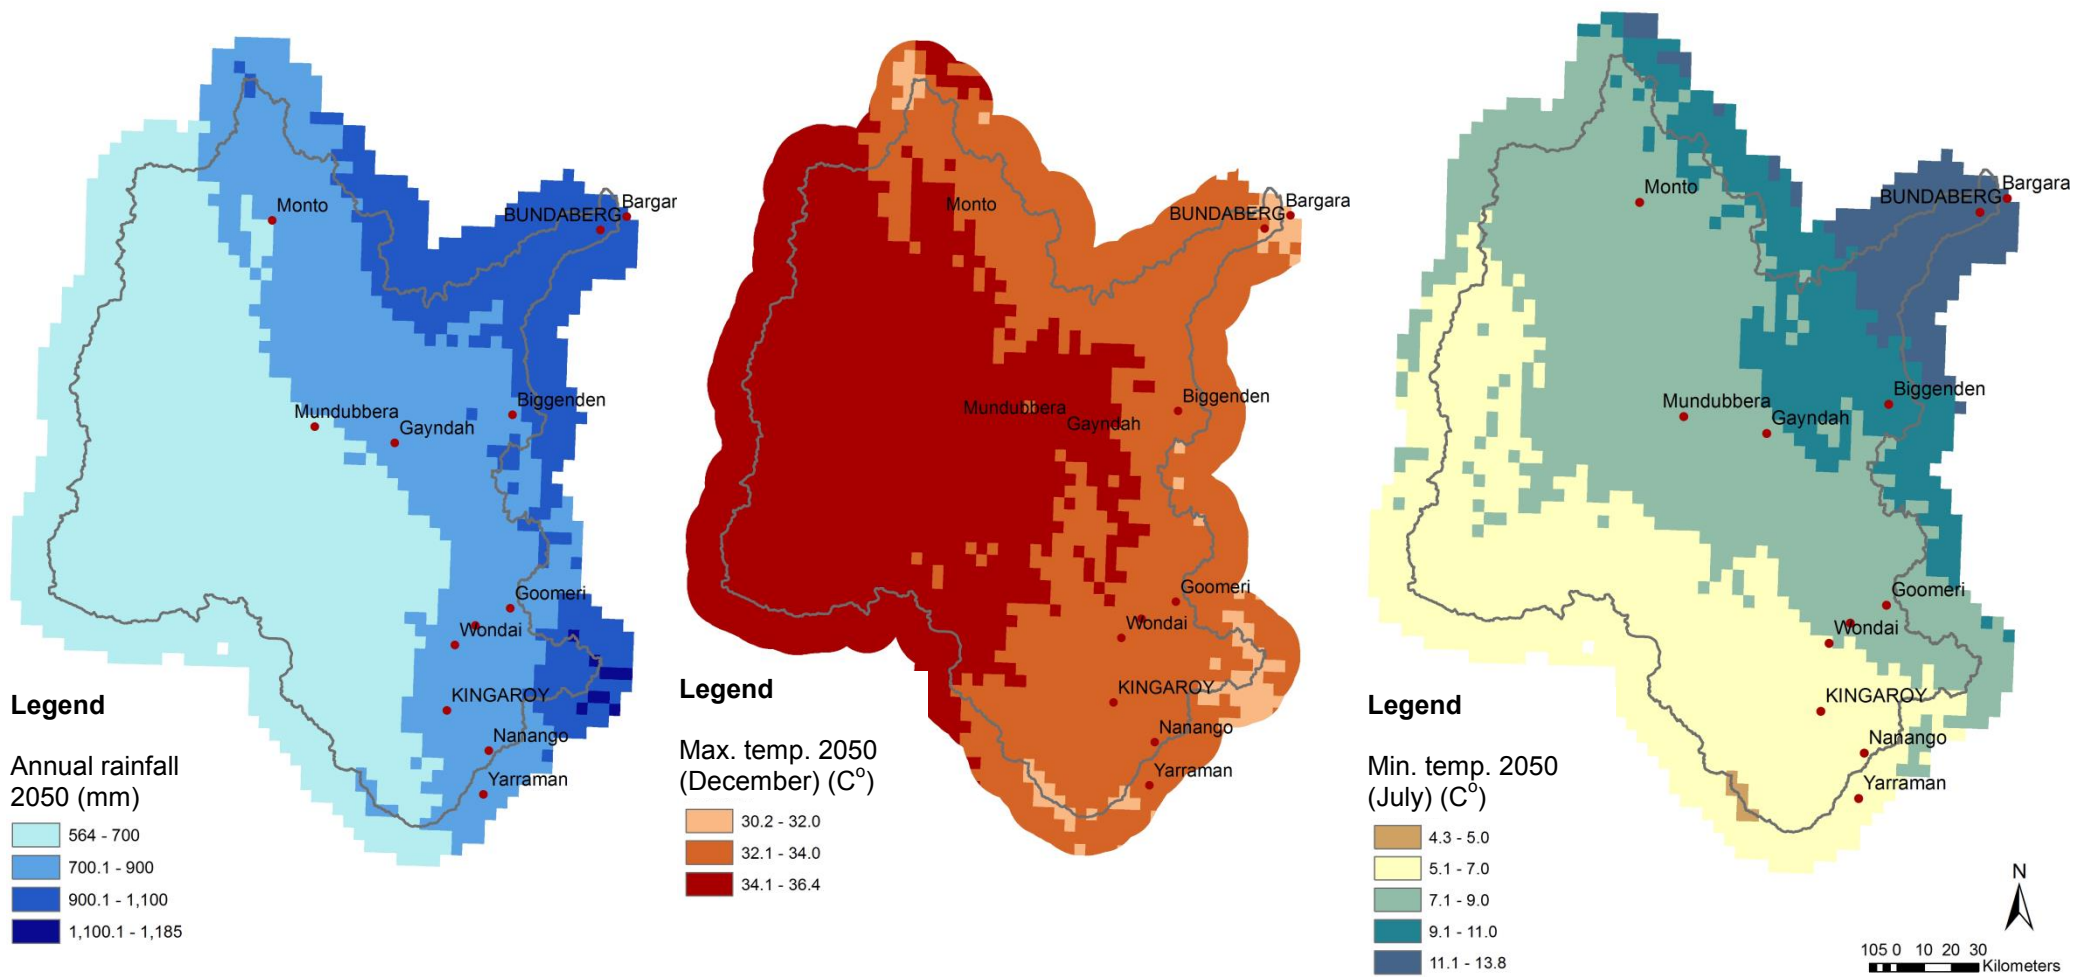 Monto
BUNDABERG
Bargar
Biggenden
Mundubbera
Gayndah
Goomeri
Wondai
KINGAROY
Nanango
Yarraman
Legend
Annual rainfall
2050 (mm)
564 - 700
700.1 - 900
900.1 - 1,100
1,100.1 - 1,185
Monto
BUNDABERG
Bargara
Biggenden
Mundubbera
Gayndah
Goomeri
Wondai
KINGAROY
Nanango
Yarraman
Legend
Max. temp. 2050
(December) (C°)
30.2 - 32.0
32.1 - 34.0
34.1 - 36.4
Monto
BUNDABERG
Bargara
Biggenden
Mundubbera
Gayndah
Goomeri
Wondai
KINGAROY
Nanango
Yarraman
Legend
Min. temp. 2050
(July) (C°)
4.3 - 5.0
5.1 - 7.0
7.1 - 9.0
9.1 - 11.0
11.1 - 13.8
N
105 0 10 20 30
Kilometers